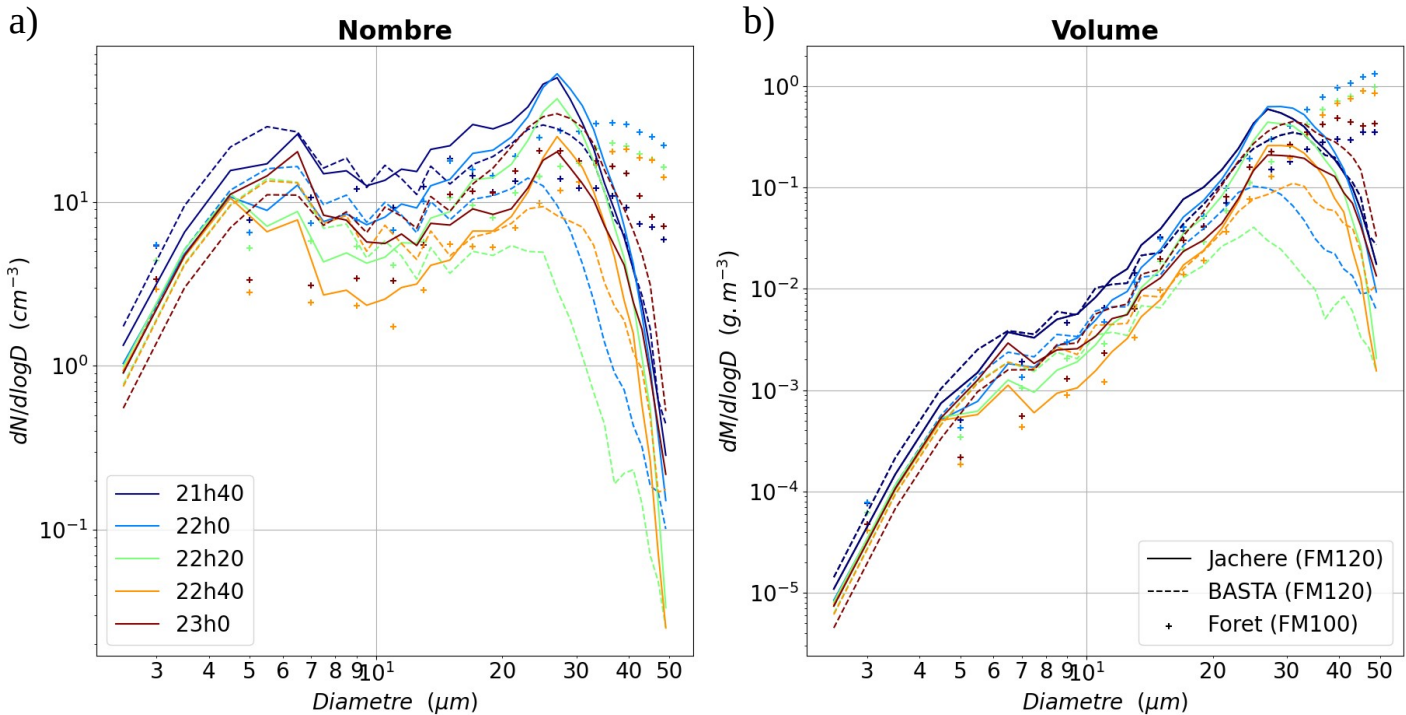 a)
Nombre
dN/dlogD (cm⁻³)
10¹
10⁰
10⁻¹
21h40
22h0
22h20
22h40
23h0
3 4 5 6 7 8 9 10¹ 20 30 40 50
Diametre (μm)
b)
Volume
dM/dlogD (g.m⁻³)
10⁰
10⁻¹
10⁻²
10⁻³
10⁻⁴
10⁻⁵
Jachere (FM120)
BASTA (FM120)
Foret (FM100)
3 4 5 6 7 8 9 10¹ 20 30 40 50
Diametre (μm)